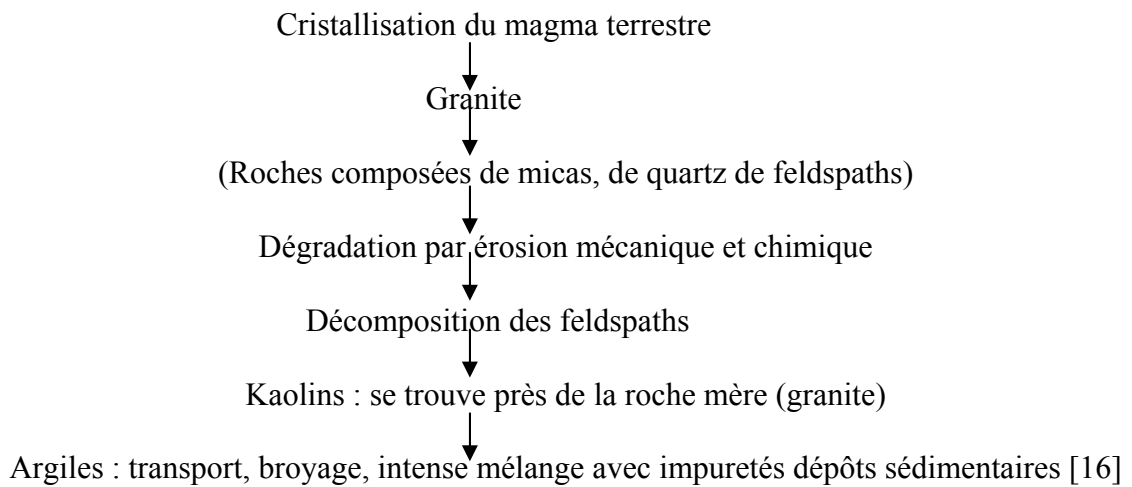 Cristallisation du magma terrestre
Granite
(Roches composées de micas, de quartz de feldspaths)
Dégradation par érosion mécanique et chimique
Décomposition des feldspaths
Kaolins : se trouve près de la roche mère (granite)
Argiles : transport, broyage, intense mélange avec impuretés dépôts sédimentaires [16]